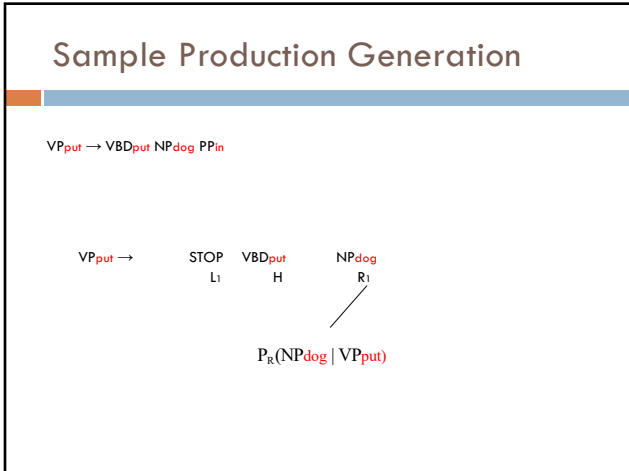 Sample Production Generation
VPput → VBDput NPdog PPin
VPput → STOP VBDput NPdog
L1 H R1
PR(NPdog | VPput)